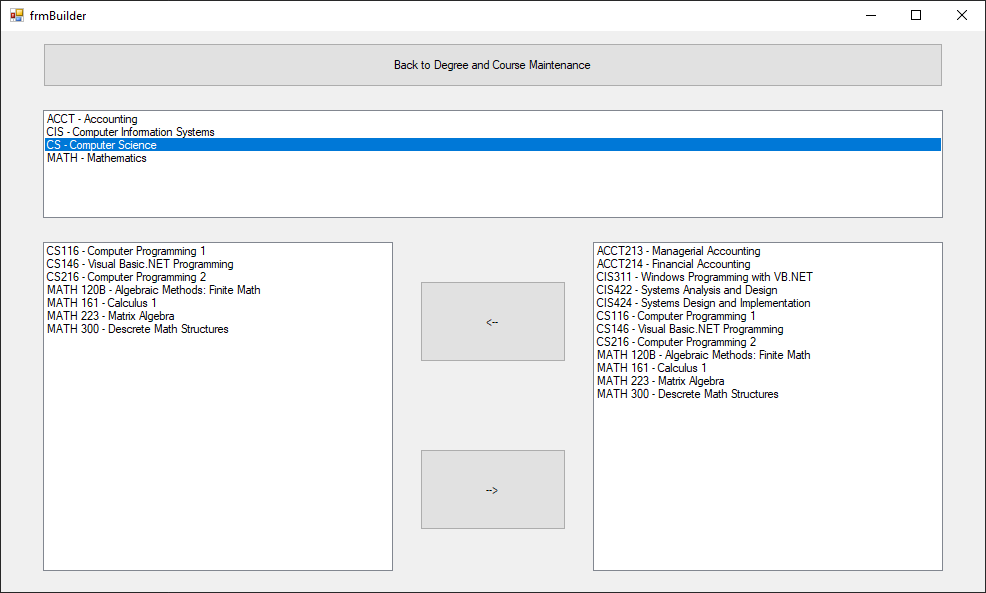 frmBuilder
Back to Degree and Course Maintenance
ACCT - Accounting
CIS - Computer Information Systems
CS - Computer Science
MATH - Mathematics
CS116 - Computer Programming 1
CS146 - Visual Basic.NET Programming
CS216 - Computer Programming 2
MATH 120B - Algebraic Methods: Finite Math
MATH 161 - Calculus 1
MATH 223 - Matrix Algebra
MATH 300 - Descrete Math Structures
<--
-->
ACCT213 - Managerial Accounting
ACCT214 - Financial Accounting
CIS311 - Windows Programming with VB.NET
CIS422 - Systems Analysis and Design
CIS424 - Systems Design and Implementation
CS116 - Computer Programming 1
CS146 - Visual Basic.NET Programming
CS216 - Computer Programming 2
MATH 120B - Algebraic Methods: Finite Math
MATH 161 - Calculus 1
MATH 223 - Matrix Algebra
MATH 300 - Descrete Math Structures